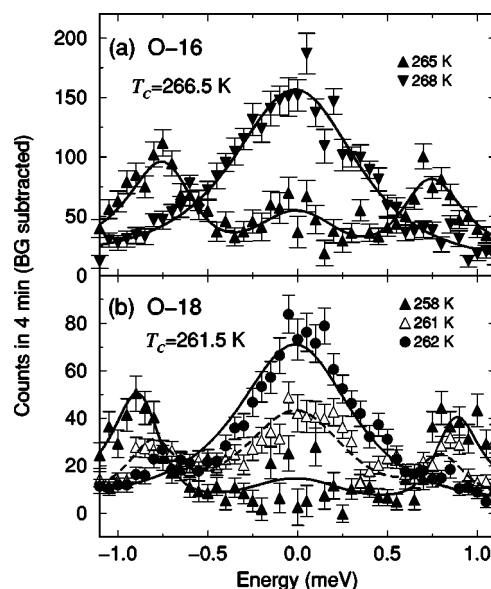 200
(a) O−16
T_c=266.5 K
▲ 265 K
▼ 268 K
150
100
50
0
(b) O−18
T_c=261.5 K
▲ 258 K
△ 261 K
● 262 K
80
60
40
20
0
−1.0 −0.5 0.0 0.5 1.0
Energy (meV)
Counts in 4 min (BG subtracted)